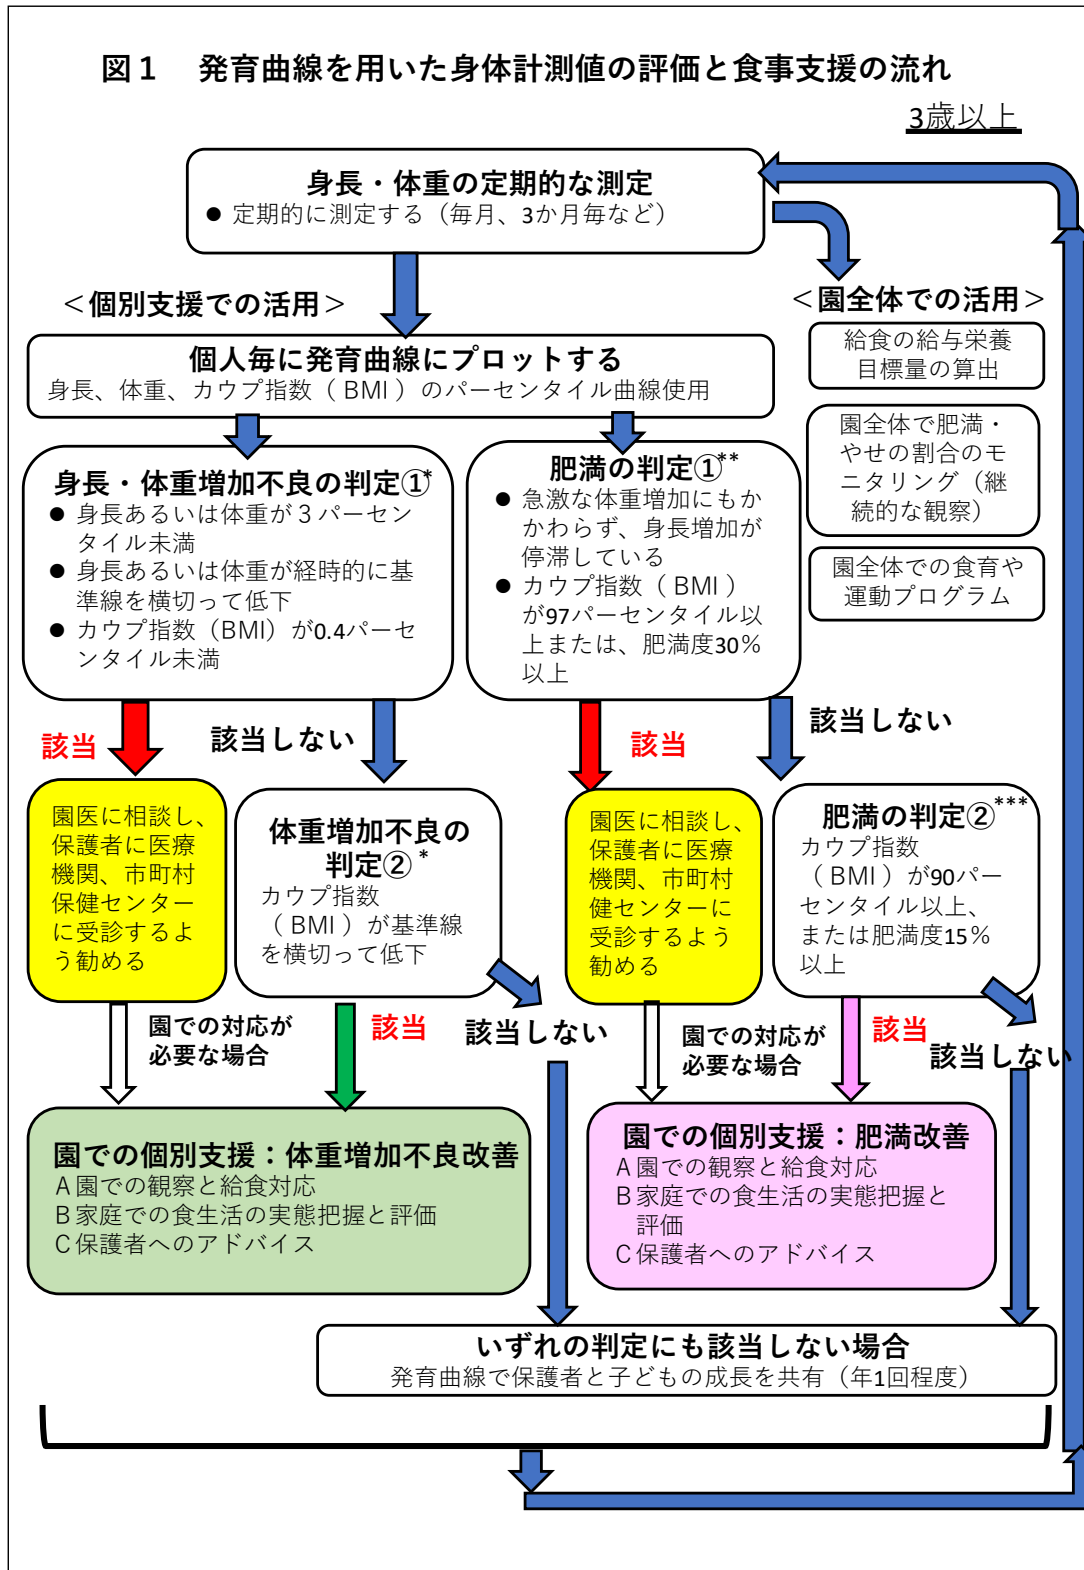 図１　発育曲線を用いた身体計測値の評価と食事支援の流れ
3歳以上
身長・体重の定期的な測定
● 定期的に測定する（毎月、3か月毎など）
＜個別支援での活用＞
＜園全体での活用＞
個人毎に発育曲線にプロットする
身長、体重、カウプ指数（BMI）のパーセンタイル曲線使用
給食の給与栄養
目標量の算出
園全体で肥満・
やせの割合のモ
ニタリング（継
続的な観察）
園全体での食育や
運動プログラム
身長・体重増加不良の判定①*
● 身長あるいは体重が３パーセン
タイル未満
● 身長あるいは体重が経時的に基
準線を横切って低下
● カウプ指数（BMI）が0.4パーセ
ンタイル未満
肥満の判定①**
● 急激な体重増加にもか
かわらず、身長増加が
停滞している
● カウプ指数（BMI）
が97パーセンタイル以
上または、肥満度30％
以上
該当
該当しない
該当
該当しない
園医に相談し、
保護者に医療
機関、市町村
保健センター
に受診するよ
う勧める
体重増加不良の
判定②*
カウプ指数
（BMI）が基準線
を横切って低下
園医に相談し、
保護者に医療
機関、市町村
健センターに
受診するよう
勧める
肥満の判定②***
カウプ指数
（BMI）が90パー
センタイル以上、
または肥満度15％
以上
園での対応が
必要な場合
該当
該当しない
園での対応が
必要な場合
該当
該当しない
園での個別支援：体重増加不良改善
A 園での観察と給食対応
B 家庭での食生活の実態把握と評価
C 保護者へのアドバイス
園での個別支援：肥満改善
A 園での観察と給食対応
B 家庭での食生活の実態把握と
評価
C 保護者へのアドバイス
いずれの判定にも該当しない場合
発育曲線で保護者と子どもの成長を共有（年1回程度）